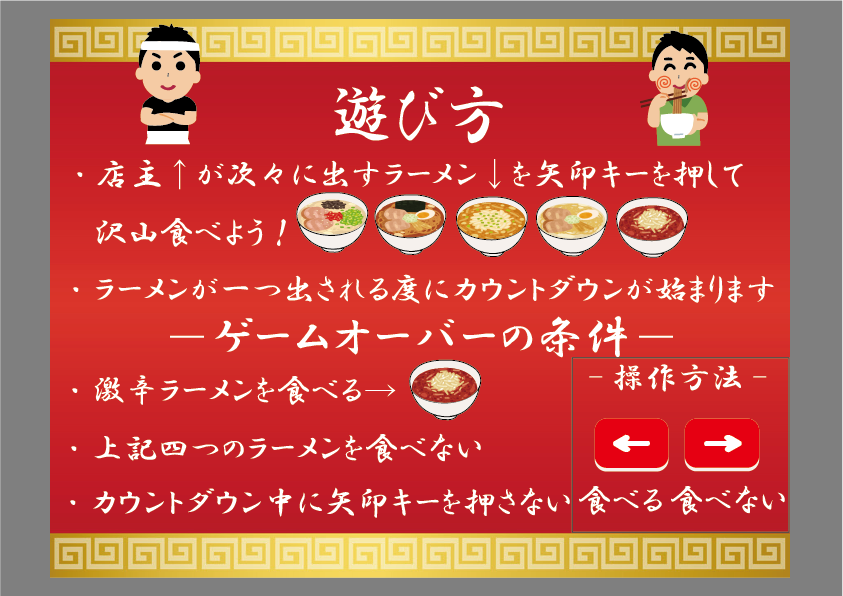 遊び方
・店主↑が次々に出すラーメン↓を矢印キーを押して
沢山食べよう！
・ラーメンが一つ出される度にカウントダウンが始まります
―ゲームオーバーの条件―
・激辛ラーメンを食べる→
・上記四つのラーメンを食べない
・カウントダウン中に矢印キーを押さない
－操作方法－
← →
食べる 食べない